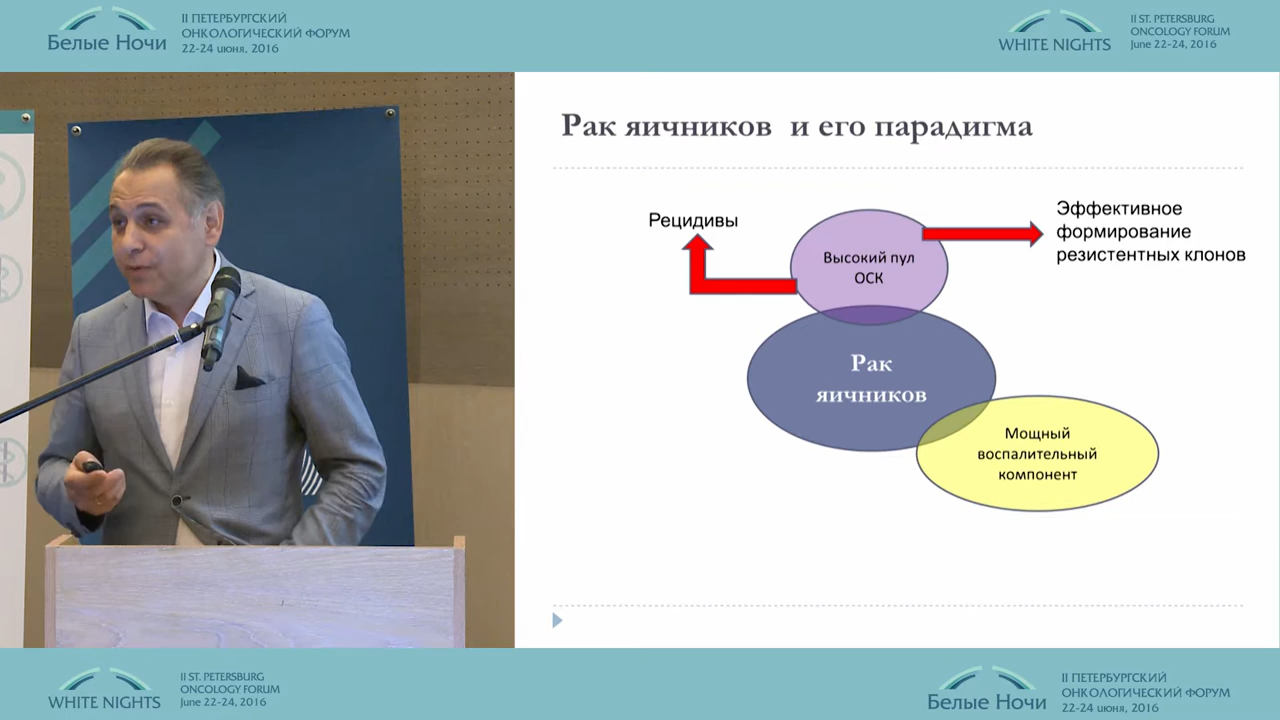 Белые Ночи
II ПЕТЕРБУРГСКИЙ
ОНКОЛОГИЧЕСКИЙ ФОРУМ
22-24 июня, 2016
WHITE NIGHTS
II ST. PETERSBURG
ONCOLOGY FORUM
June 22-24, 2016
Рак яичников и его парадигма
Рецидивы
Высокий пул
ОСК
Эффективное
формирование
резистентных клонов
Рак
яичников
Мощный
воспалительный
компонент
WHITE NIGHTS
II ST. PETERSBURG
ONCOLOGY FORUM
June 22-24, 2016
Белые Ночи
II ПЕТЕРБУРГСКИЙ
ОНКОЛОГИЧЕСКИЙ ФОРУМ
22-24 июня, 2016